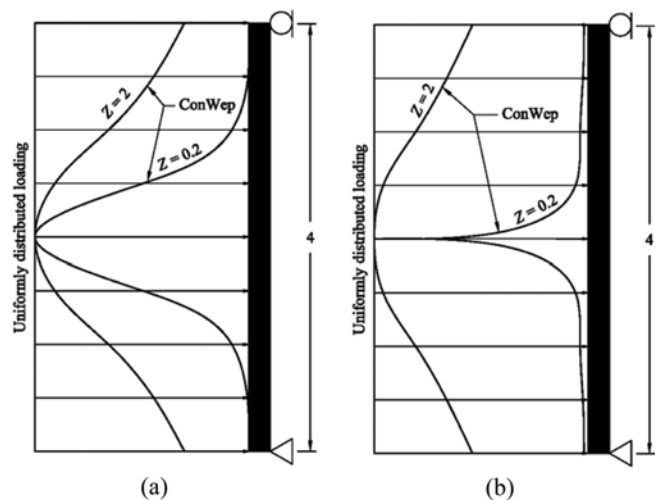 Uniformly distributed loading
Z = 2
ConWep
Z = 0.2
4
(a)
Uniformly distributed loading
Z = 2
ConWep
Z = 0.2
4
(b)